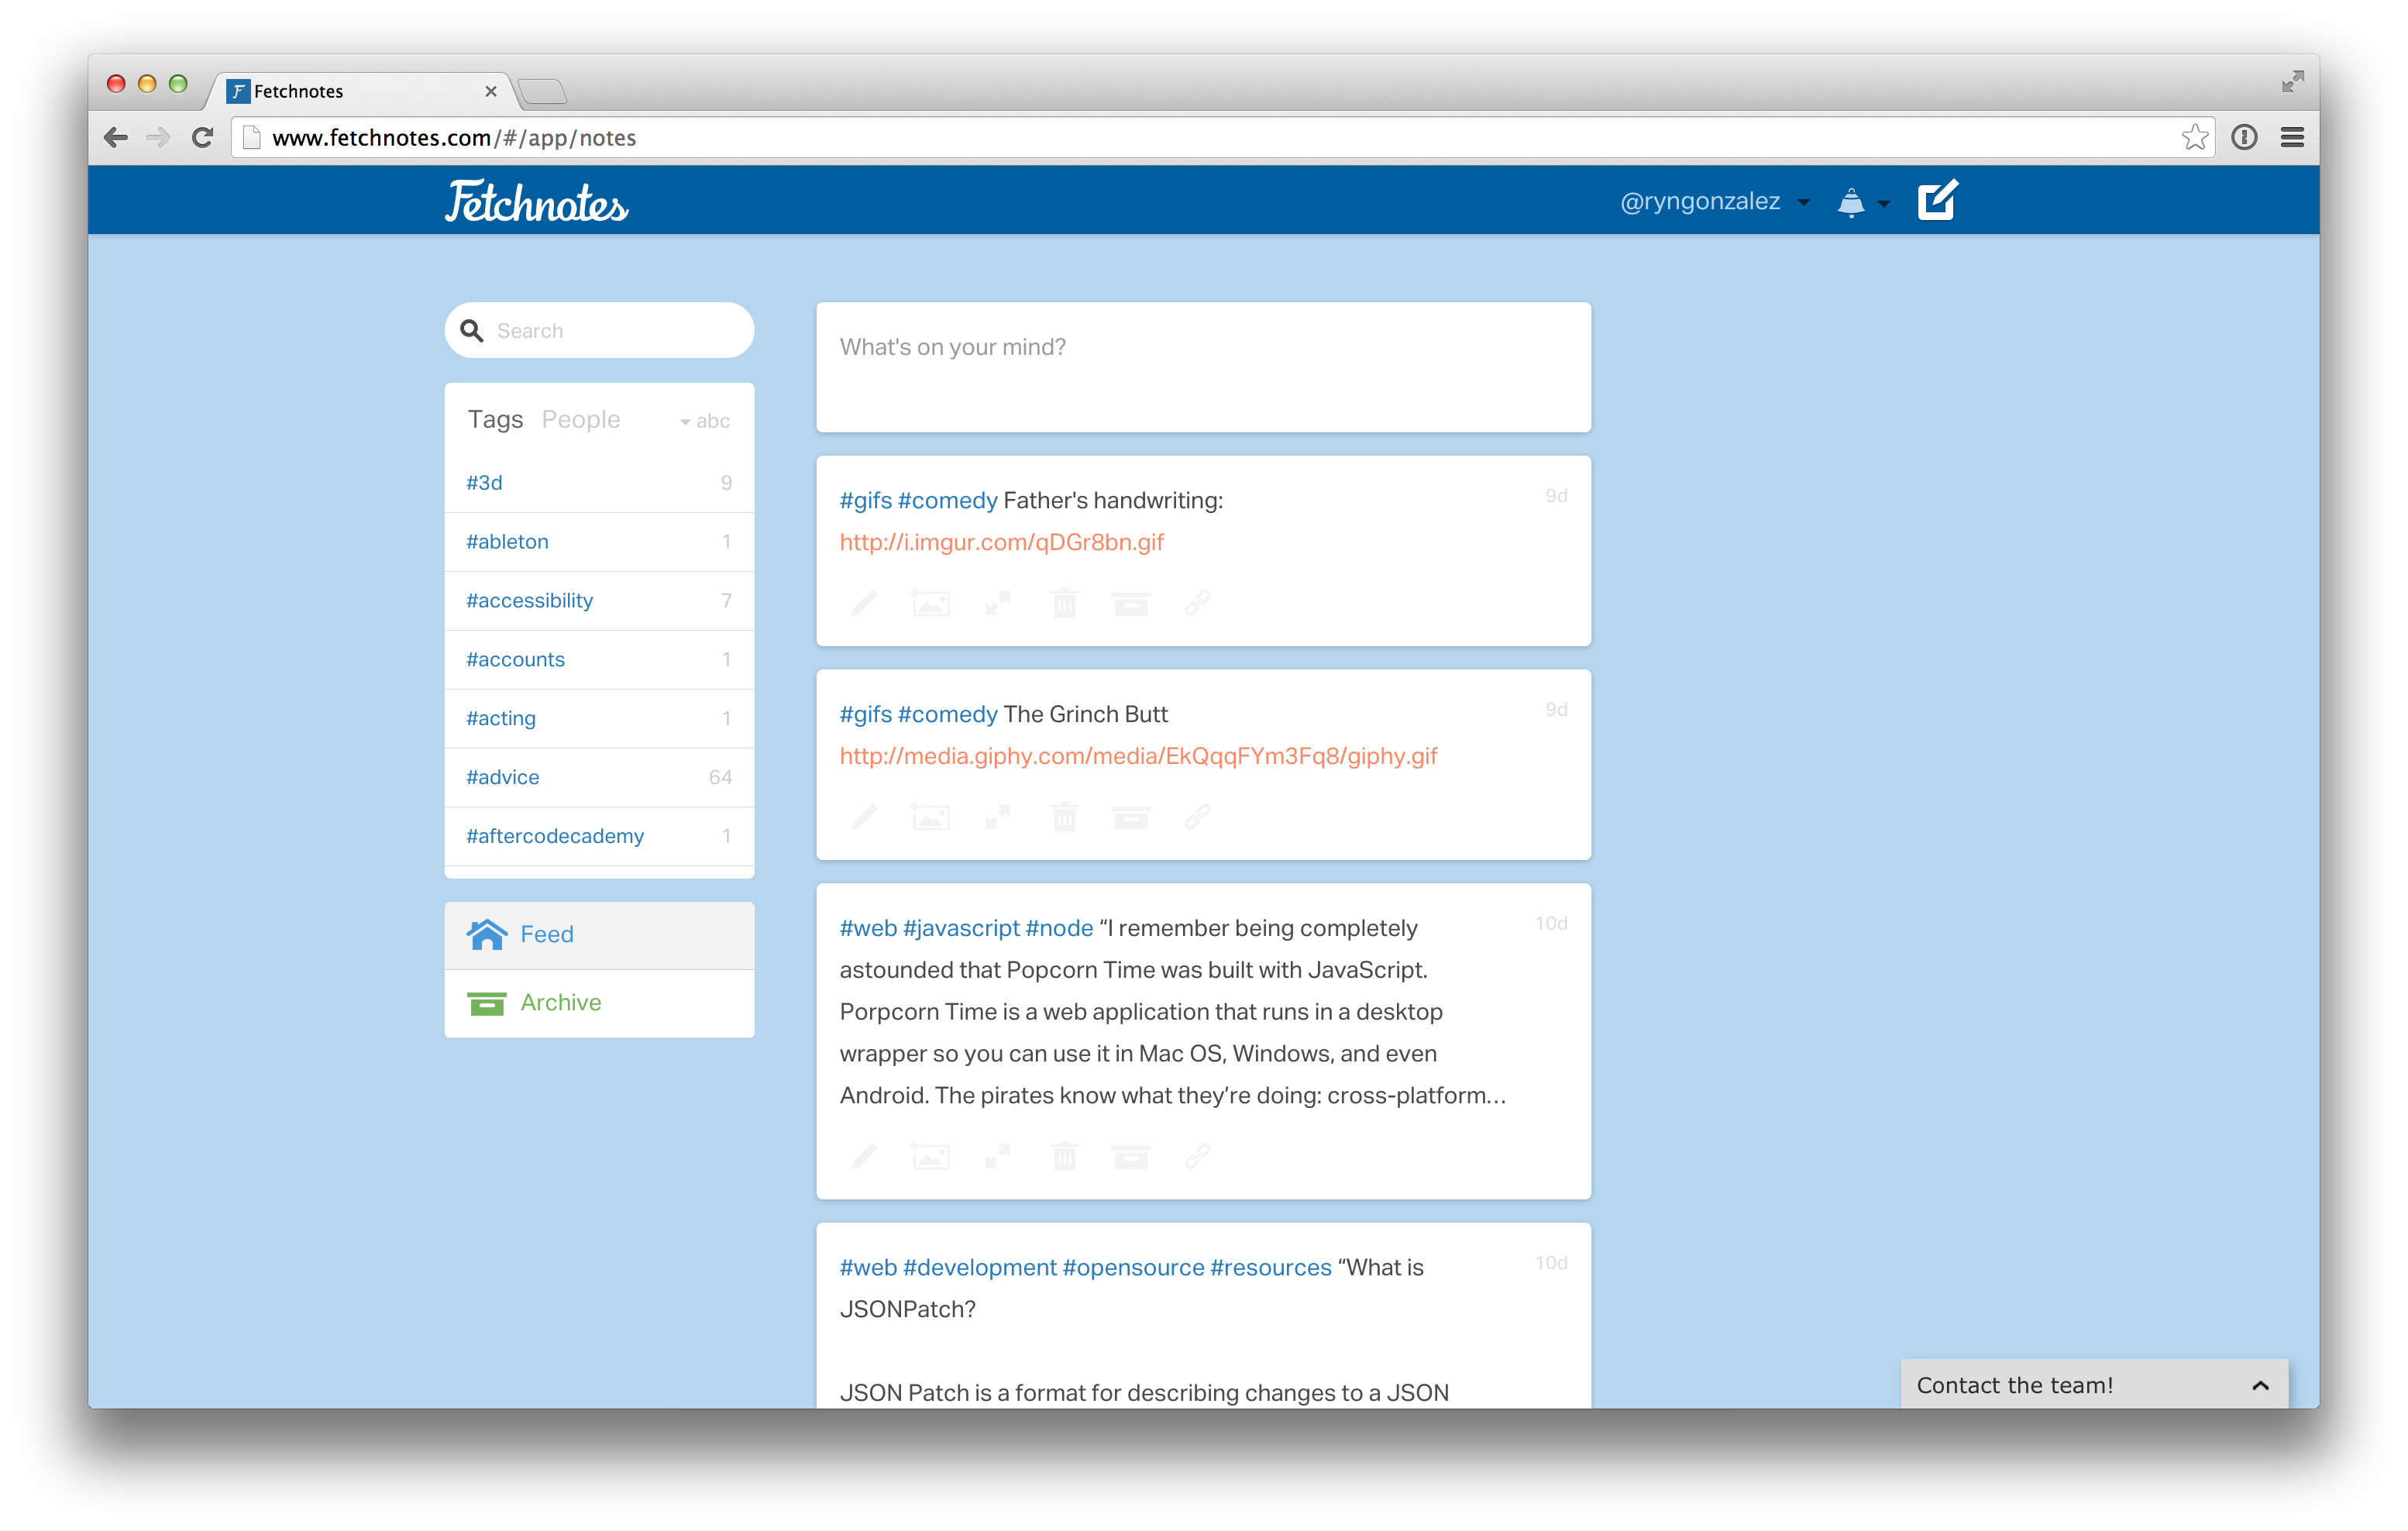 Fetchnotes
www.fetchnotes.com/#/app/notes
Fetchnotes
@ryngonzalez
Search
Tags People abc
#3d 9
#ableton 1
#accessibility 7
#accounts 1
#acting 1
#advice 64
#aftercodecademy 1
Feed
Archive
What's on your mind?
#gifs #comedy Father's handwriting: 9d
http://i.imgur.com/qDGr8bn.gif
#gifs #comedy The Grinch Butt 9d
http://media.giphy.com/media/EkQqqFYm3Fq8/giphy.gif
#web #javascript #node “I remember being completely 10d
astounded that Popcorn Time was built with JavaScript.
Porpcorn Time is a web application that runs in a desktop
wrapper so you can use it in Mac OS, Windows, and even
Android. The pirates know what they’re doing: cross-platform…
#web #development #opensource #resources “What is 10d
JSONPatch?
JSON Patch is a format for describing changes to a JSON
Contact the team!